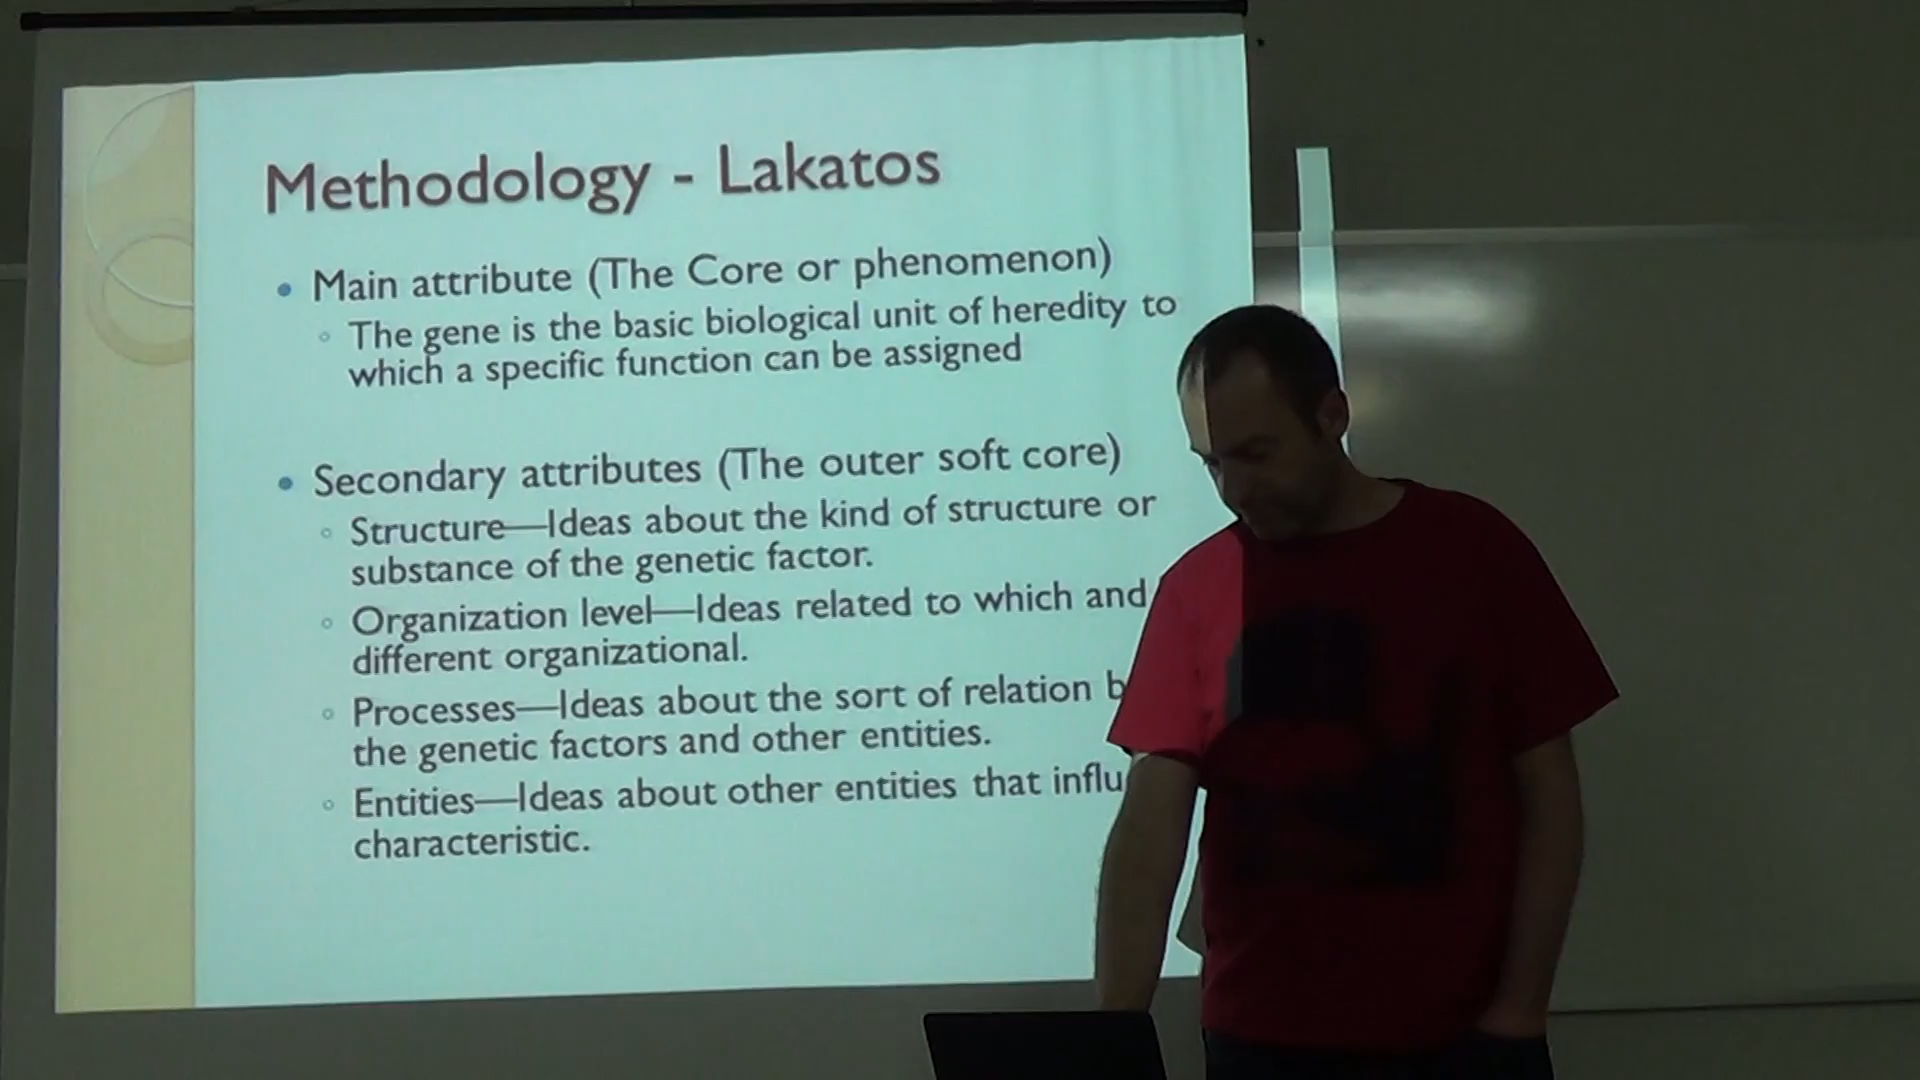 Methodology - Lakatos
• Main attribute (The Core or phenomenon)
◦ The gene is the basic biological unit of heredity to
which a specific function can be assigned
• Secondary attributes (The outer soft core)
◦ Structure—Ideas about the kind of structure or
substance of the genetic factor.
◦ Organization level—Ideas related to which and
different organizational.
◦ Processes—Ideas about the sort of relation
the genetic factors and other entities.
◦ Entities—Ideas about other entities that
characteristic.